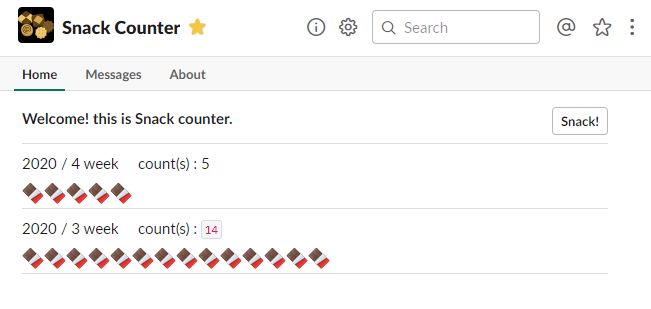 Snack Counter
Search
Home Messages About
Welcome! this is Snack counter.
Snack!
2020 / 4 week count(s) : 5
2020 / 3 week count(s) : 14